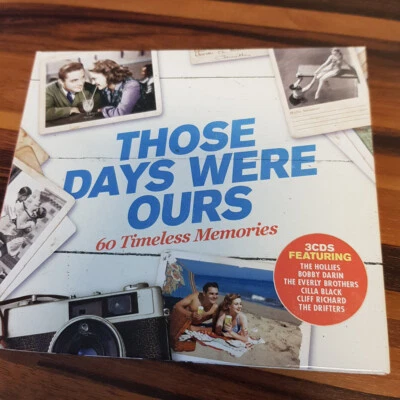 THOSE
DAYS WERE
OURS
60 Timeless Memories
3CDS
FEATURING
THE HOLLIES
BOBBY DARIN
THE EVERLY BROTHERS
CILLA BLACK
CLIFF RICHARD
THE DRIFTERS